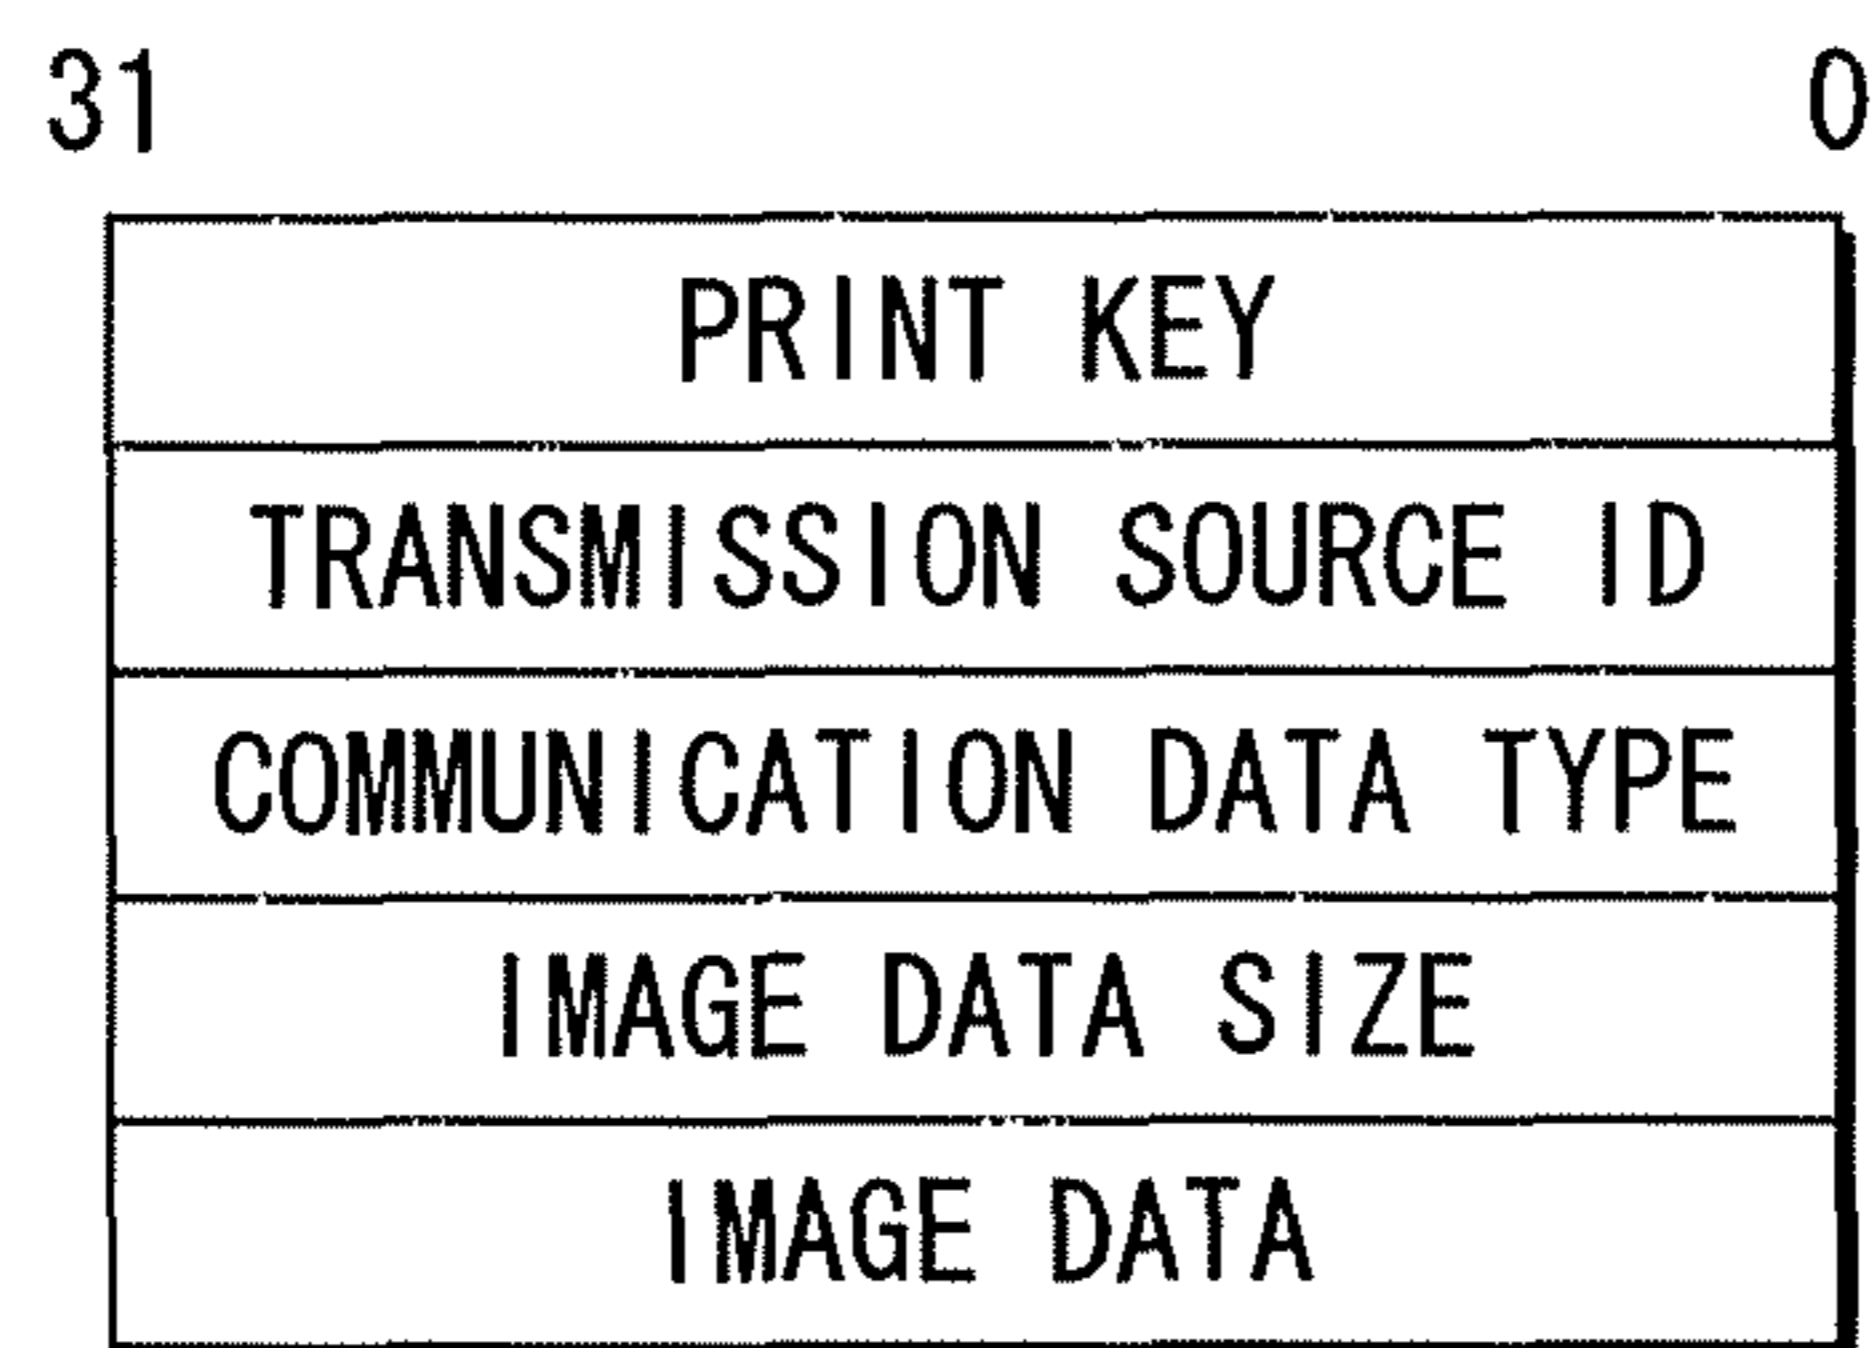 31 0
PRINT KEY
TRANSMISSION SOURCE ID
COMMUNICATION DATA TYPE
IMAGE DATA SIZE
IMAGE DATA